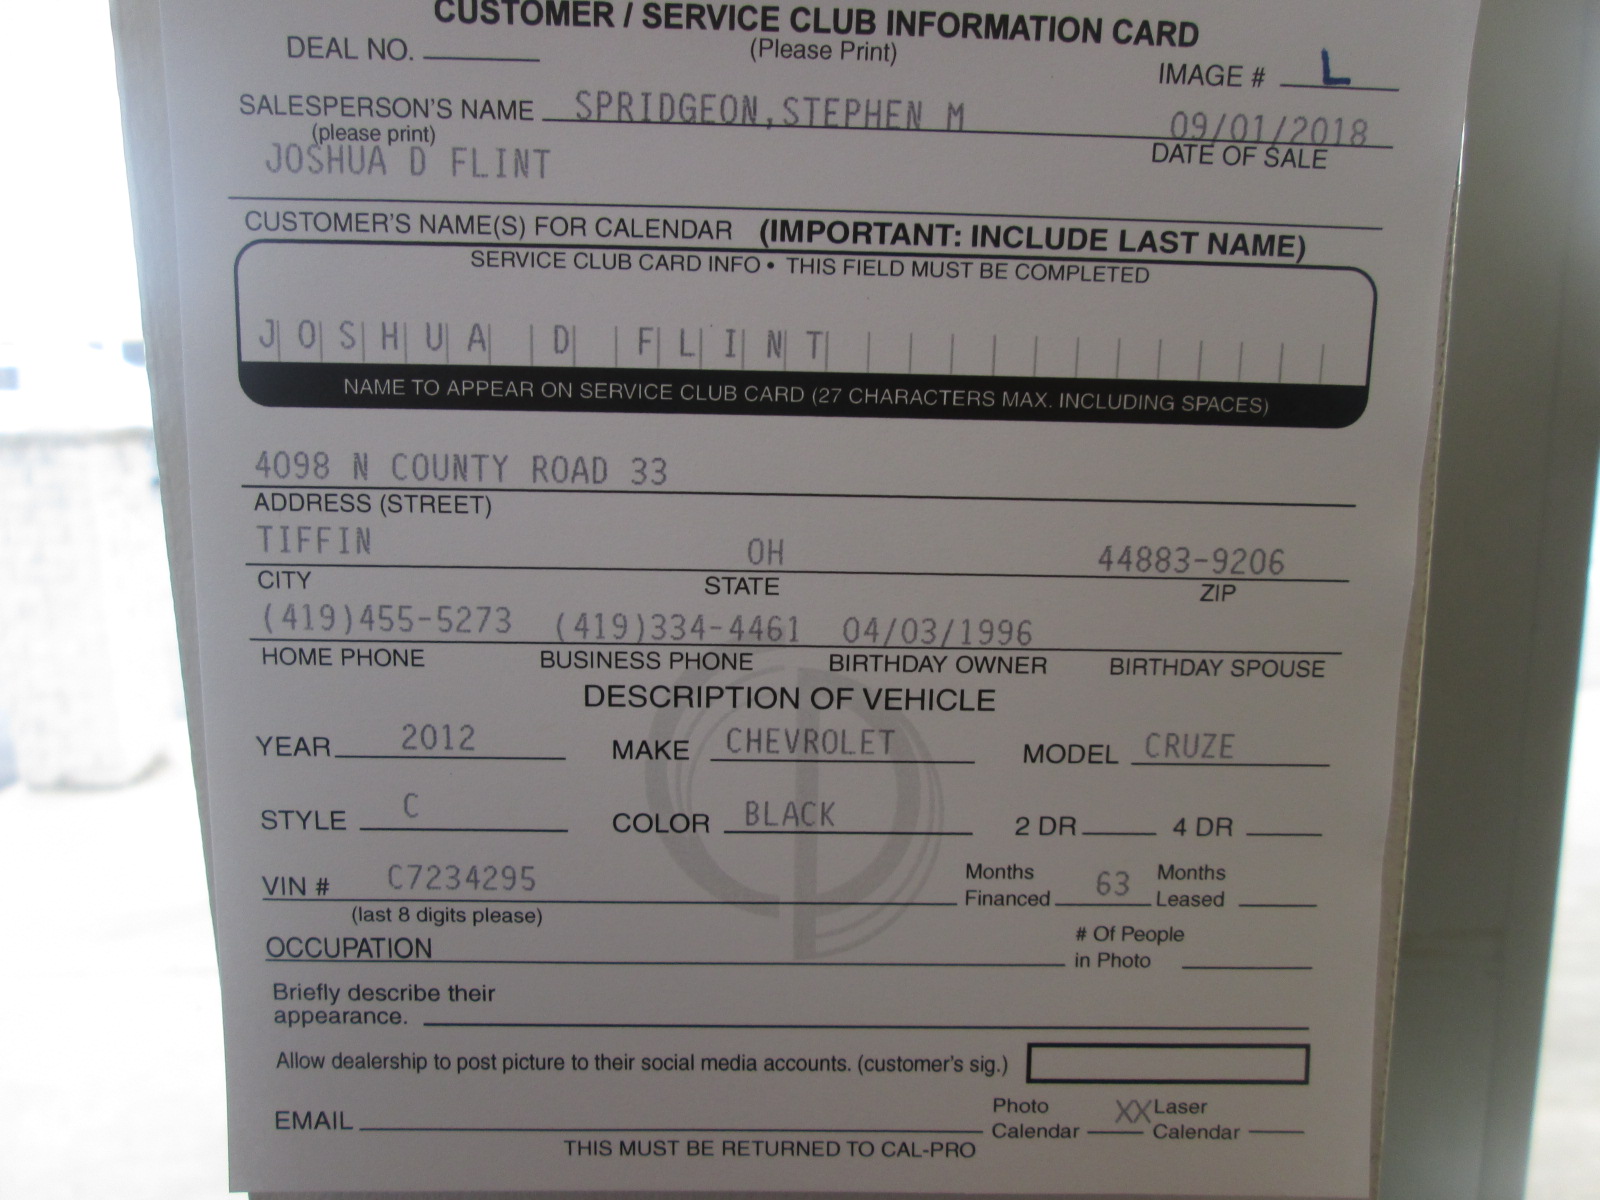 CUSTOMER / SERVICE CLUB INFORMATION CARD
DEAL NO. (Please Print)
IMAGE # L
SALESPERSON'S NAME SPRIDGEON,STEPHEN M 09/01/2018
(please print) DATE OF SALE
JOSHUA D FLINT
CUSTOMER'S NAME(S) FOR CALENDAR (IMPORTANT: INCLUDE LAST NAME)
SERVICE CLUB CARD INFO • THIS FIELD MUST BE COMPLETED
JOSHUA D FLINT
NAME TO APPEAR ON SERVICE CLUB CARD (27 CHARACTERS MAX. INCLUDING SPACES)
4098 N COUNTY ROAD 33
ADDRESS (STREET)
TIFFIN OH 44883-9206
CITY STATE ZIP
(419)455-5273 (419)334-4461 04/03/1996
HOME PHONE BUSINESS PHONE BIRTHDAY OWNER BIRTHDAY SPOUSE
DESCRIPTION OF VEHICLE
YEAR 2012 MAKE CHEVROLET MODEL CRUZE
STYLE C COLOR BLACK 2 DR 4 DR
VIN # C7234295 Months Financed 63 Months Leased
(last 8 digits please)
OCCUPATION # Of People in Photo
Briefly describe their
appearance.
Allow dealership to post picture to their social media accounts. (customer's sig.)
EMAIL Photo Calendar XX Laser Calendar
THIS MUST BE RETURNED TO CAL-PRO